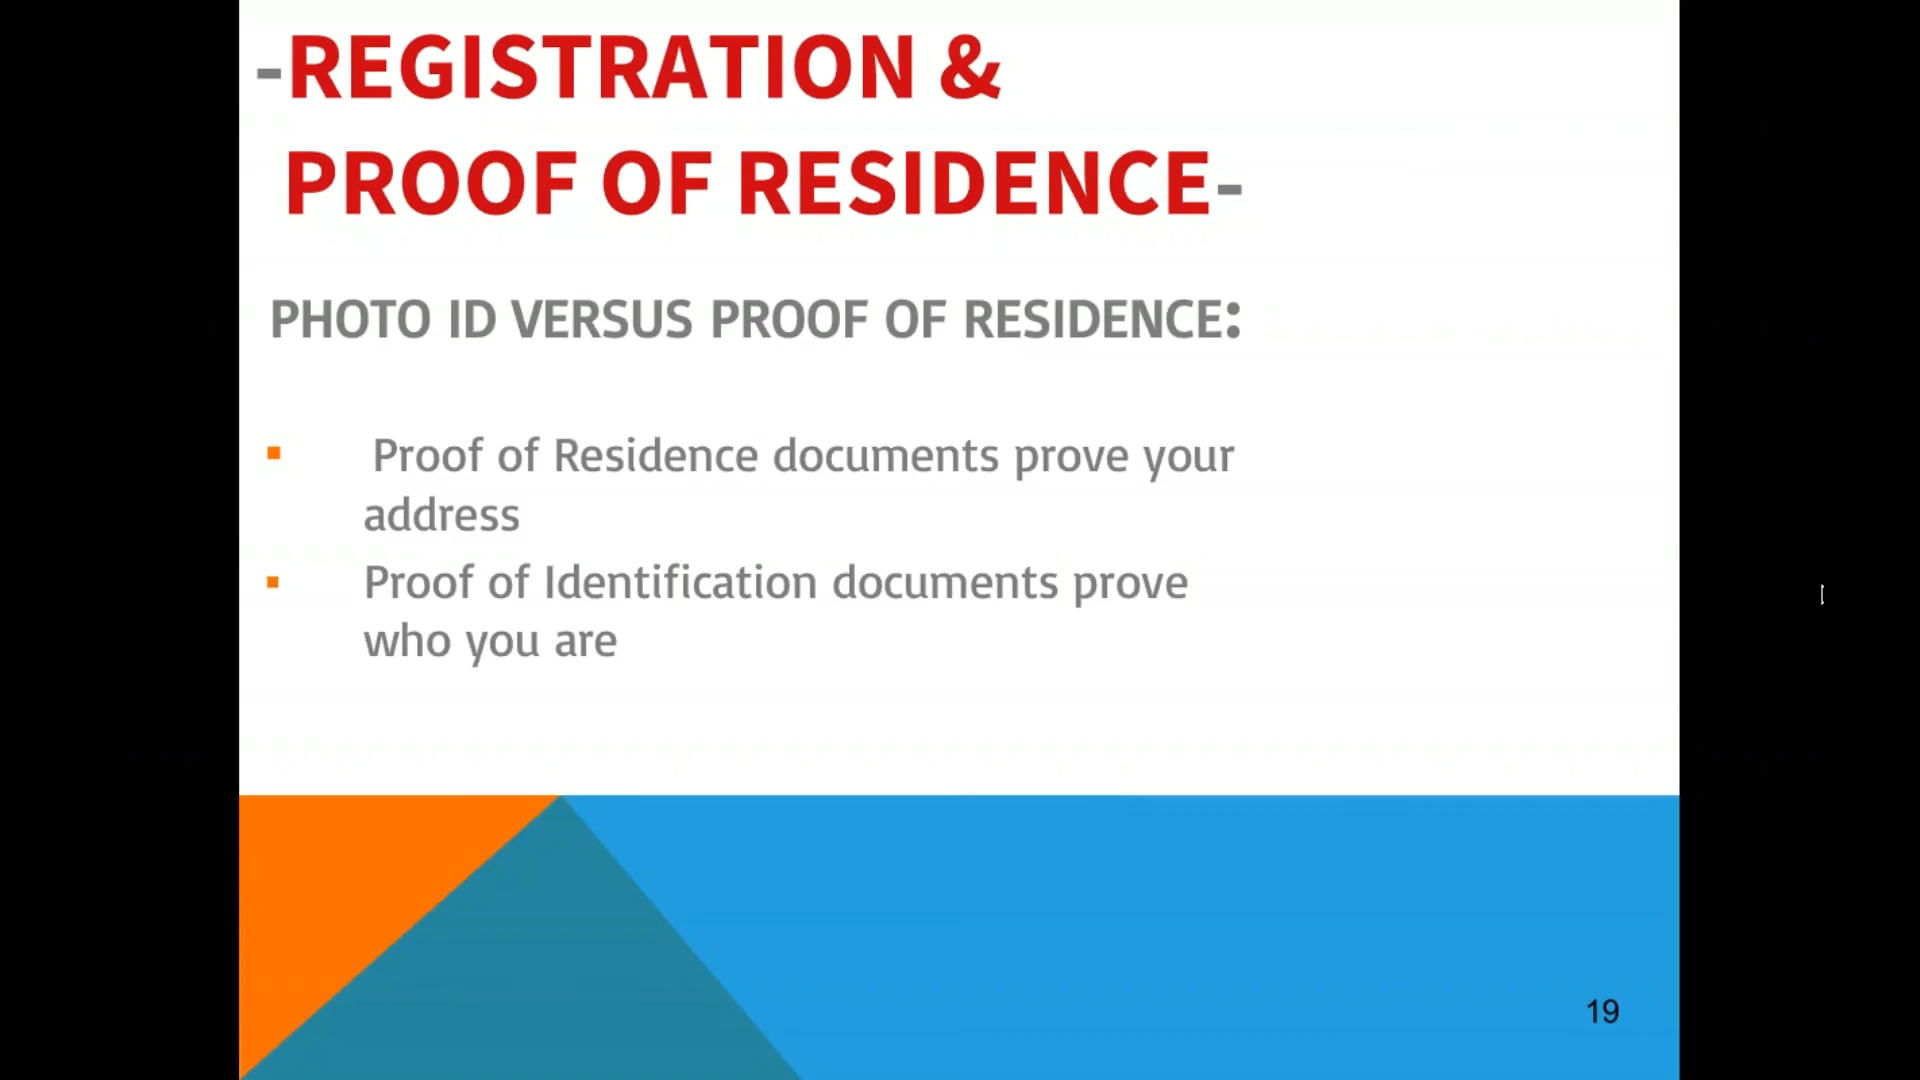 -REGISTRATION &
PROOF OF RESIDENCE-
PHOTO ID VERSUS PROOF OF RESIDENCE:
▪ Proof of Residence documents prove your
address
▪ Proof of Identification documents prove
who you are
19